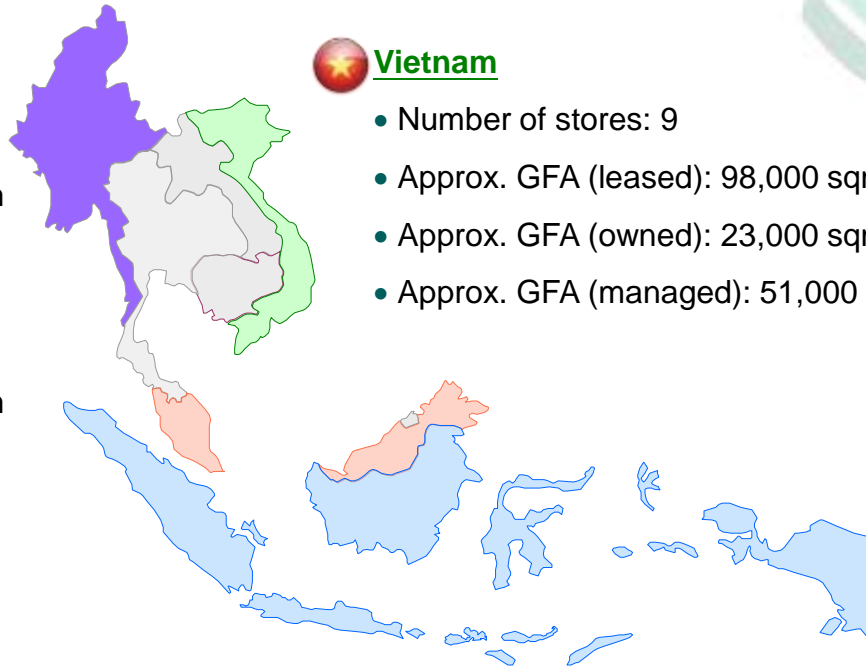 Vietnam
• Number of stores: 9
• Approx. GFA (leased): 98,000
• Approx. GFA (owned): 23,000
• Approx. GFA (managed): 51,000